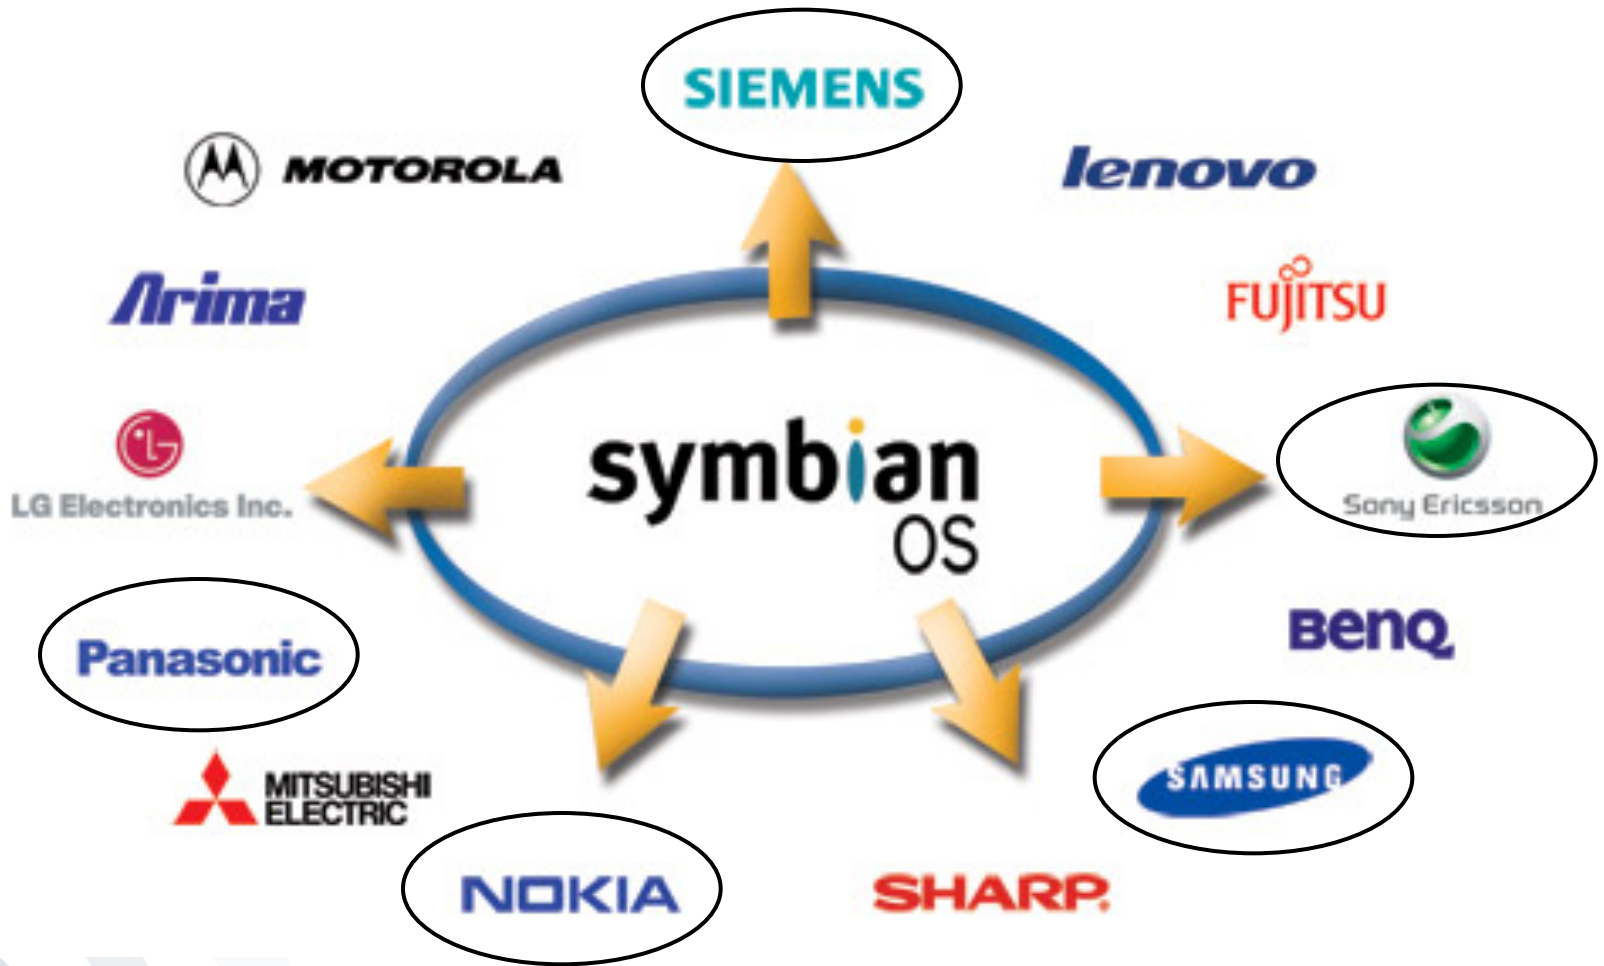 SIEMENS
MOTOROLA
lenovo
Arima
FUJITSU
symbian
OS
LG Electronics Inc.
Sony Ericsson
BenQ
Panasonic
SAMSUNG
MITSUBISHI
ELECTRIC
NOKIA
SHARP